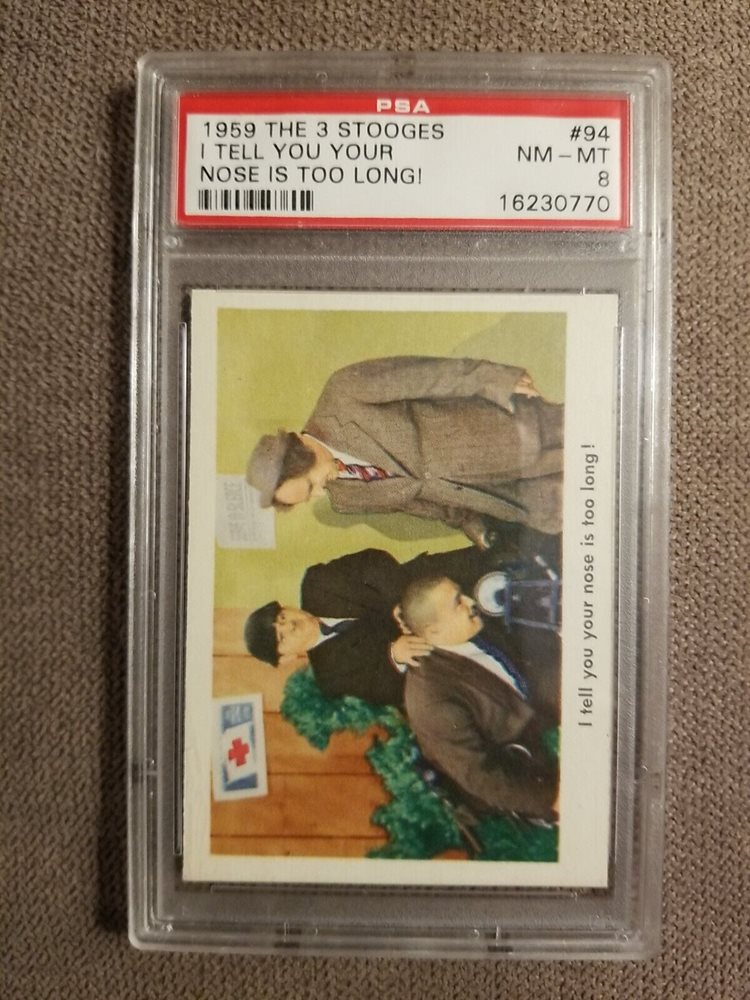 PSA
1959 THE 3 STOOGES #94
I TELL YOU YOUR NM - MT
NOSE IS TOO LONG! 8
16230770
I tell you your nose is too long!